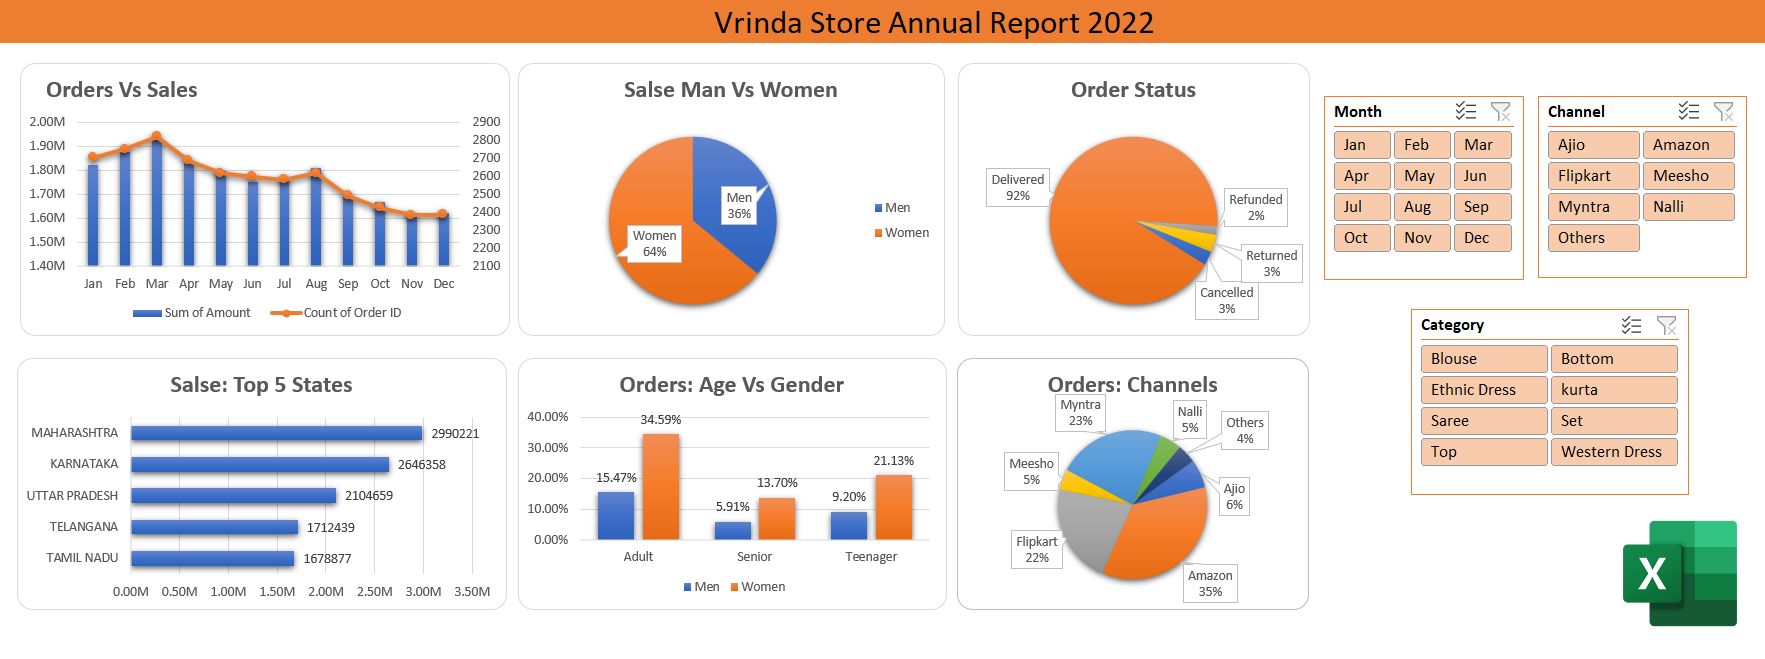 Vrinda Store Annual Report 2022
Orders Vs Sales
2.00M
1.90M
1.80M
1.70M
1.60M
1.50M
1.40M
2900
2800
2700
2600
2500
2400
2300
2200
2100
Jan Feb Mar Apr May Jun Jul Aug Sep Oct Nov Dec
Sum of Amount Count of Order ID
Salse Man Vs Women
Men
36%
Women
64%
Men
Women
Order Status
Delivered
92%
Refunded
2%
Returned
3%
Cancelled
3%
Month
Jan Feb Mar
Apr May Jun
Jul Aug Sep
Oct Nov Dec
Channel
Ajio Amazon
Flipkart Meesho
Myntra Nalli
Others
Salse: Top 5 States
MAHARASHTRA 2990221
KARNATAKA 2646358
UTTAR PRADESH 2104659
TELANGANA 1712439
TAMIL NADU 1678877
0.00M 0.50M 1.00M 1.50M 2.00M 2.50M 3.00M 3.50M
Orders: Age Vs Gender
40.00%
30.00%
20.00%
10.00%
0.00%
15.47% 34.59%
5.91% 13.70%
9.20% 21.13%
Adult Senior Teenager
Men Women
Orders: Channels
Myntra
23%
Nalli
5%
Others
4%
Meesho
5%
Ajio
6%
Flipkart
22%
Amazon
35%
Category
Blouse Bottom
Ethnic Dress kurta
Saree Set
Top Western Dress
X